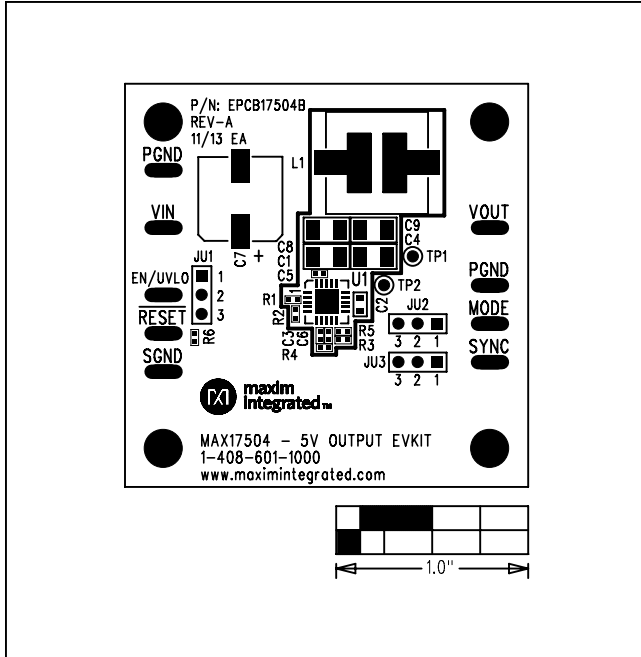 P/N: EPCB17504B
REV-A
11/13 EA
PGND
L1
VIN
VOUT
C9
C4
C8
C1
C5
C7 +
TP1
JU1
1
2
3
EN/UVLO
U1
TP2
PGND
R1
R2
C2
JU2
MODE
RESET
R6
3 2 1
C3
C6
R5
R3
R4
SGND
JU3
SYNC
3 2 1
maxim
integrated™
MAX17504 - 5V OUTPUT EVKIT
1-408-601-1000
www.maximintegrated.com
1.0"